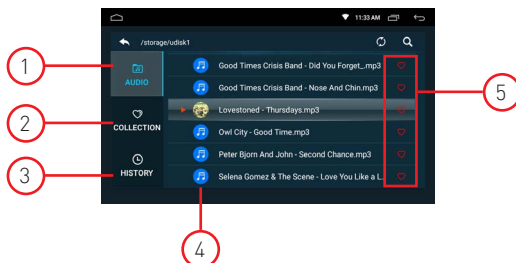 11:33 AM
/storage/udisk1
AUDIO
COLLECTION
HISTORY
Good Times Crisis Band - Did You Forget_.mp3
Good Times Crisis Band - Nose And Chin.mp3
Lovestoned - Thursdays.mp3
Owl City - Good Time.mp3
Peter Bjorn And John - Second Chance.mp3
Selena Gomez & The Scene - Love You Like a L..
1
2
3
4
5